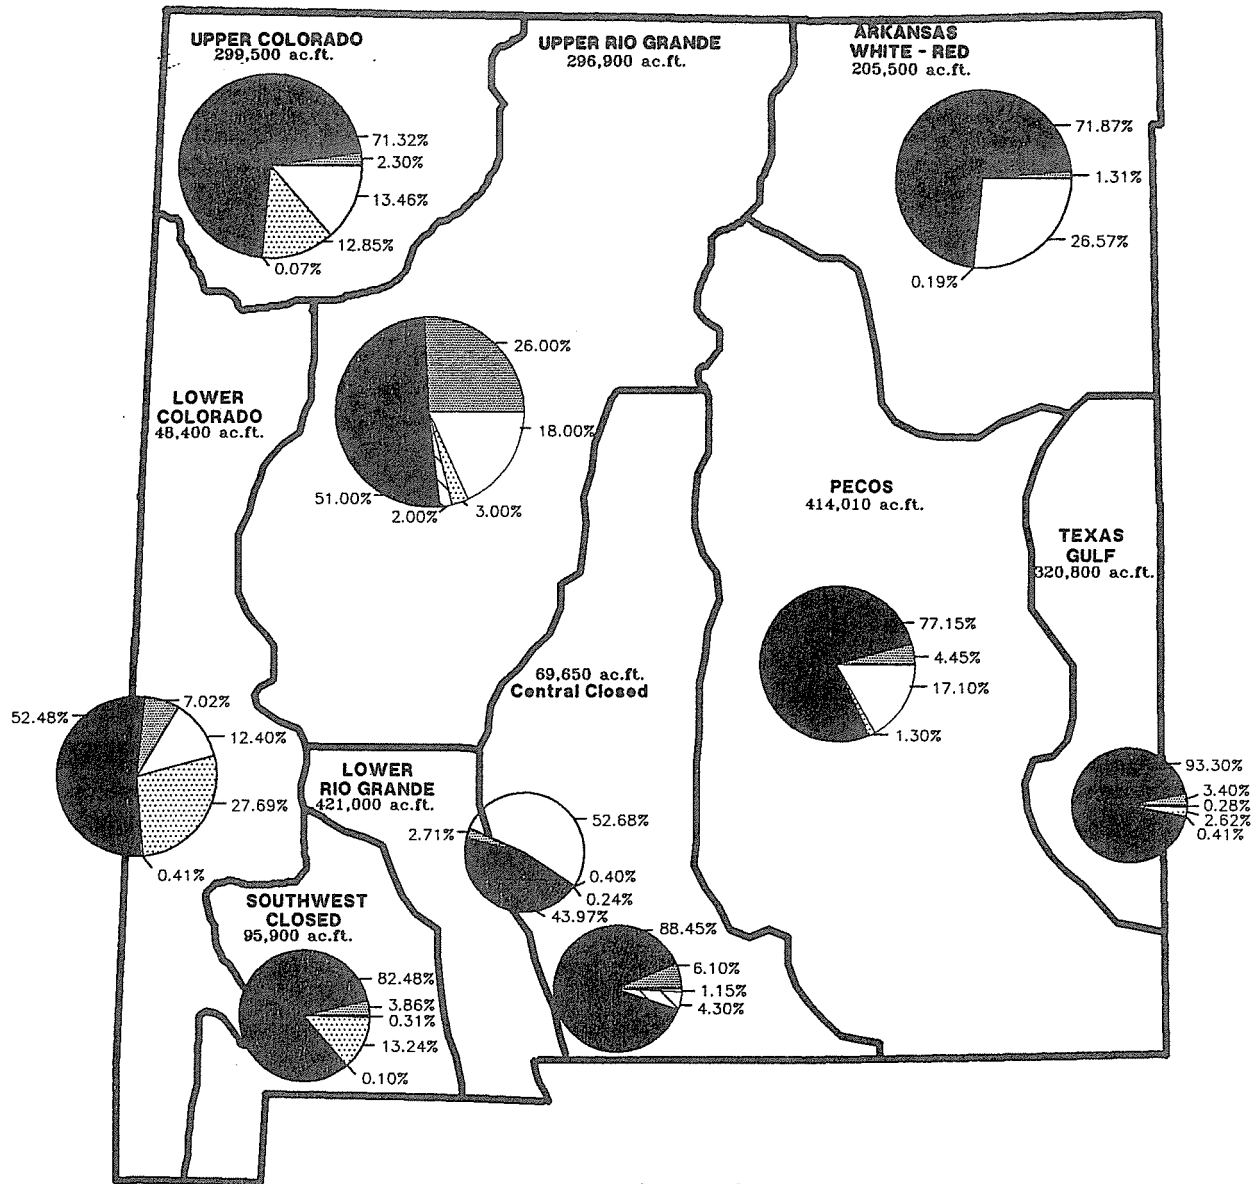 UPPER COLORADO
299,500 ac.ft.
71.32%
2.30%
13.46%
12.85%
0.07%
UPPER RIO GRANDE
296,900 ac.ft.
26.00%
18.00%
3.00%
2.00%
51.00%
ARKANSAS
WHITE - RED
205,500 ac.ft.
71.87%
1.31%
26.57%
0.19%
LOWER
COLORADO
48,400 ac.ft.
52.48%
7.02%
12.40%
27.69%
0.41%
PECOS
414,010 ac.ft.
77.15%
4.45%
17.10%
1.30%
TEXAS
GULF
320,800 ac.ft.
93.30%
3.40%
0.28%
2.62%
0.41%
69,650 ac.ft.
Central Closed
88.45%
6.10%
1.15%
4.30%
LOWER
RIO GRANDE
421,000 ac.ft.
2.71%
52.68%
0.40%
0.24%
43.97%
SOUTHWEST
CLOSED
95,900 ac.ft.
82.48%
3.86%
0.31%
13.24%
0.10%